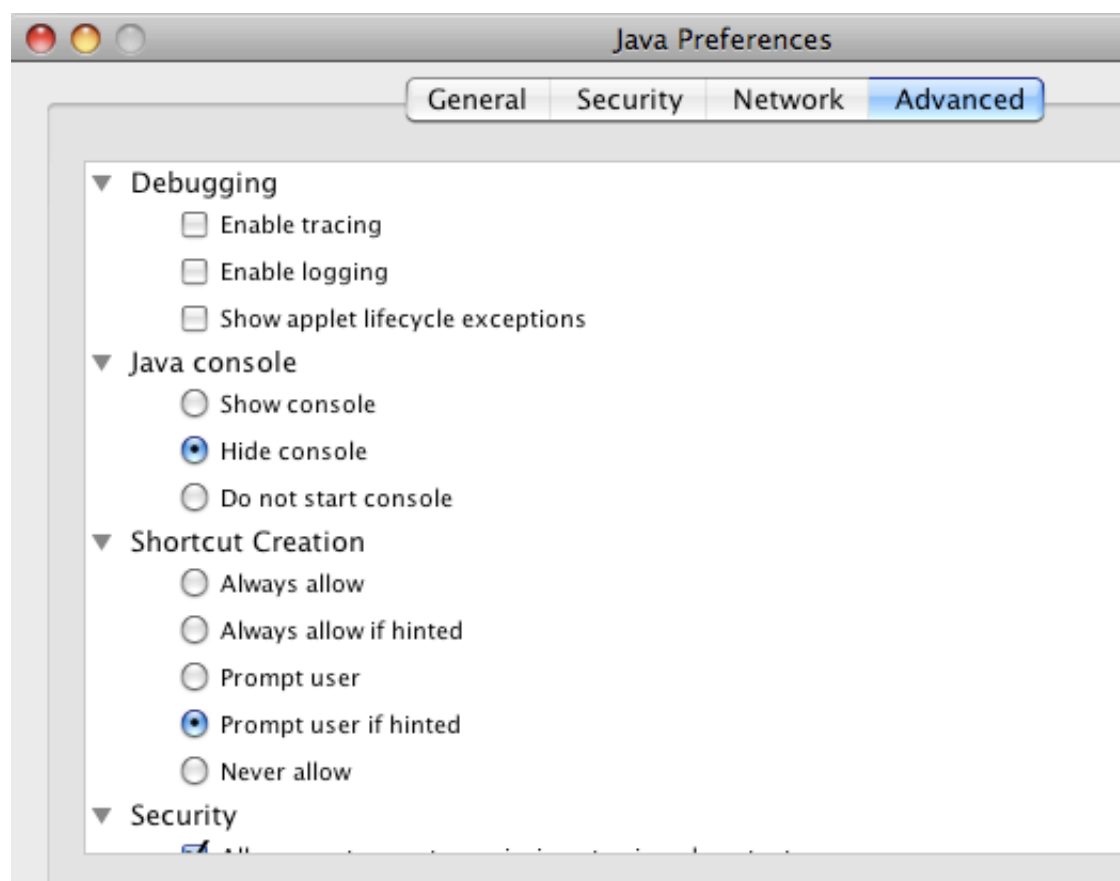 Java Preferences
General Security Network Advanced
Debugging
Enable tracing
Enable logging
Show applet lifecycle exceptions
Java console
Show console
Hide console
Do not start console
Shortcut Creation
Always allow
Always allow if hinted
Prompt user
Prompt user if hinted
Never allow
Security